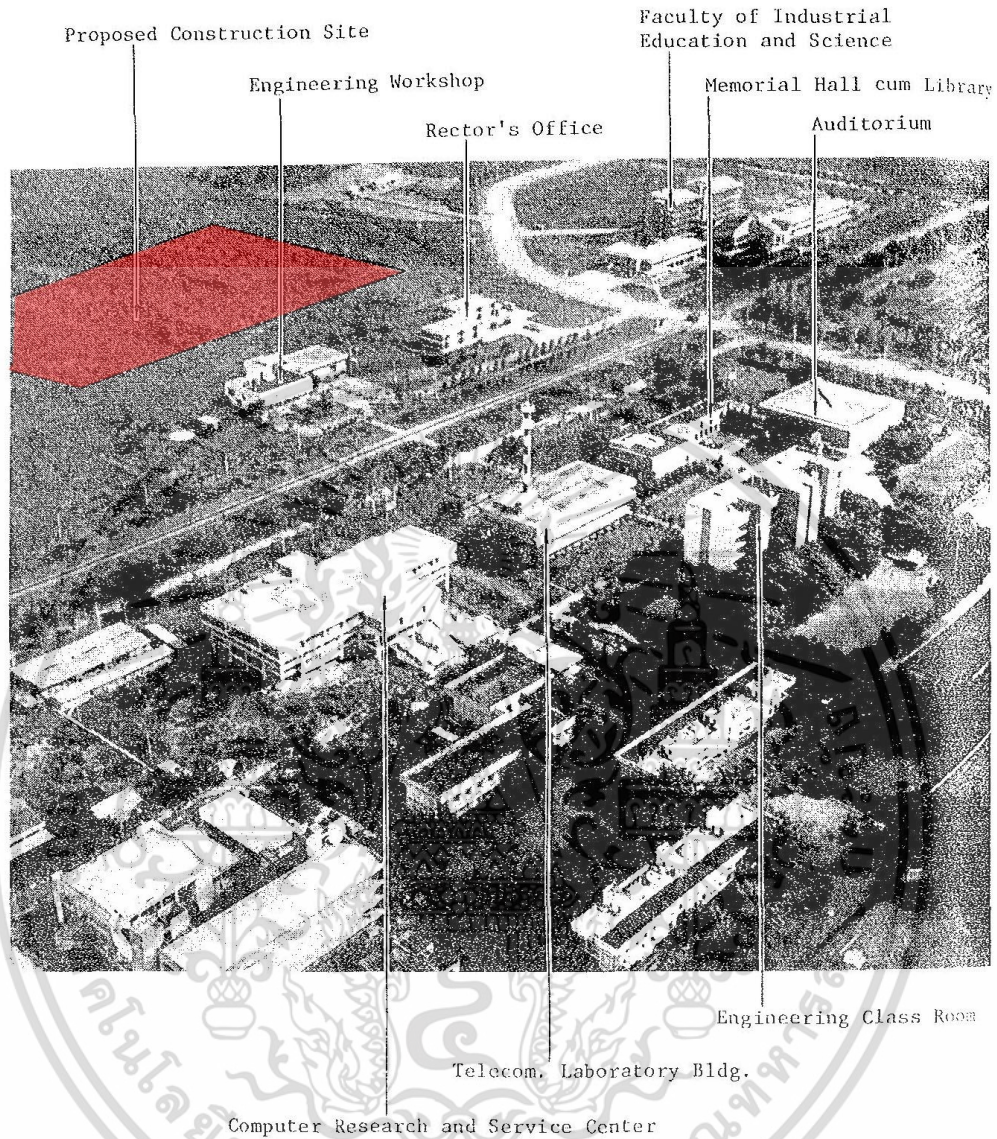 Proposed Construction Site
Faculty of Industrial
Education and Science
Engineering Workshop
Memorial Hall cum Library
Rector's Office
Auditorium
Engineering Class Room
Telecom. Laboratory Bldg.
Computer Research and Service Center